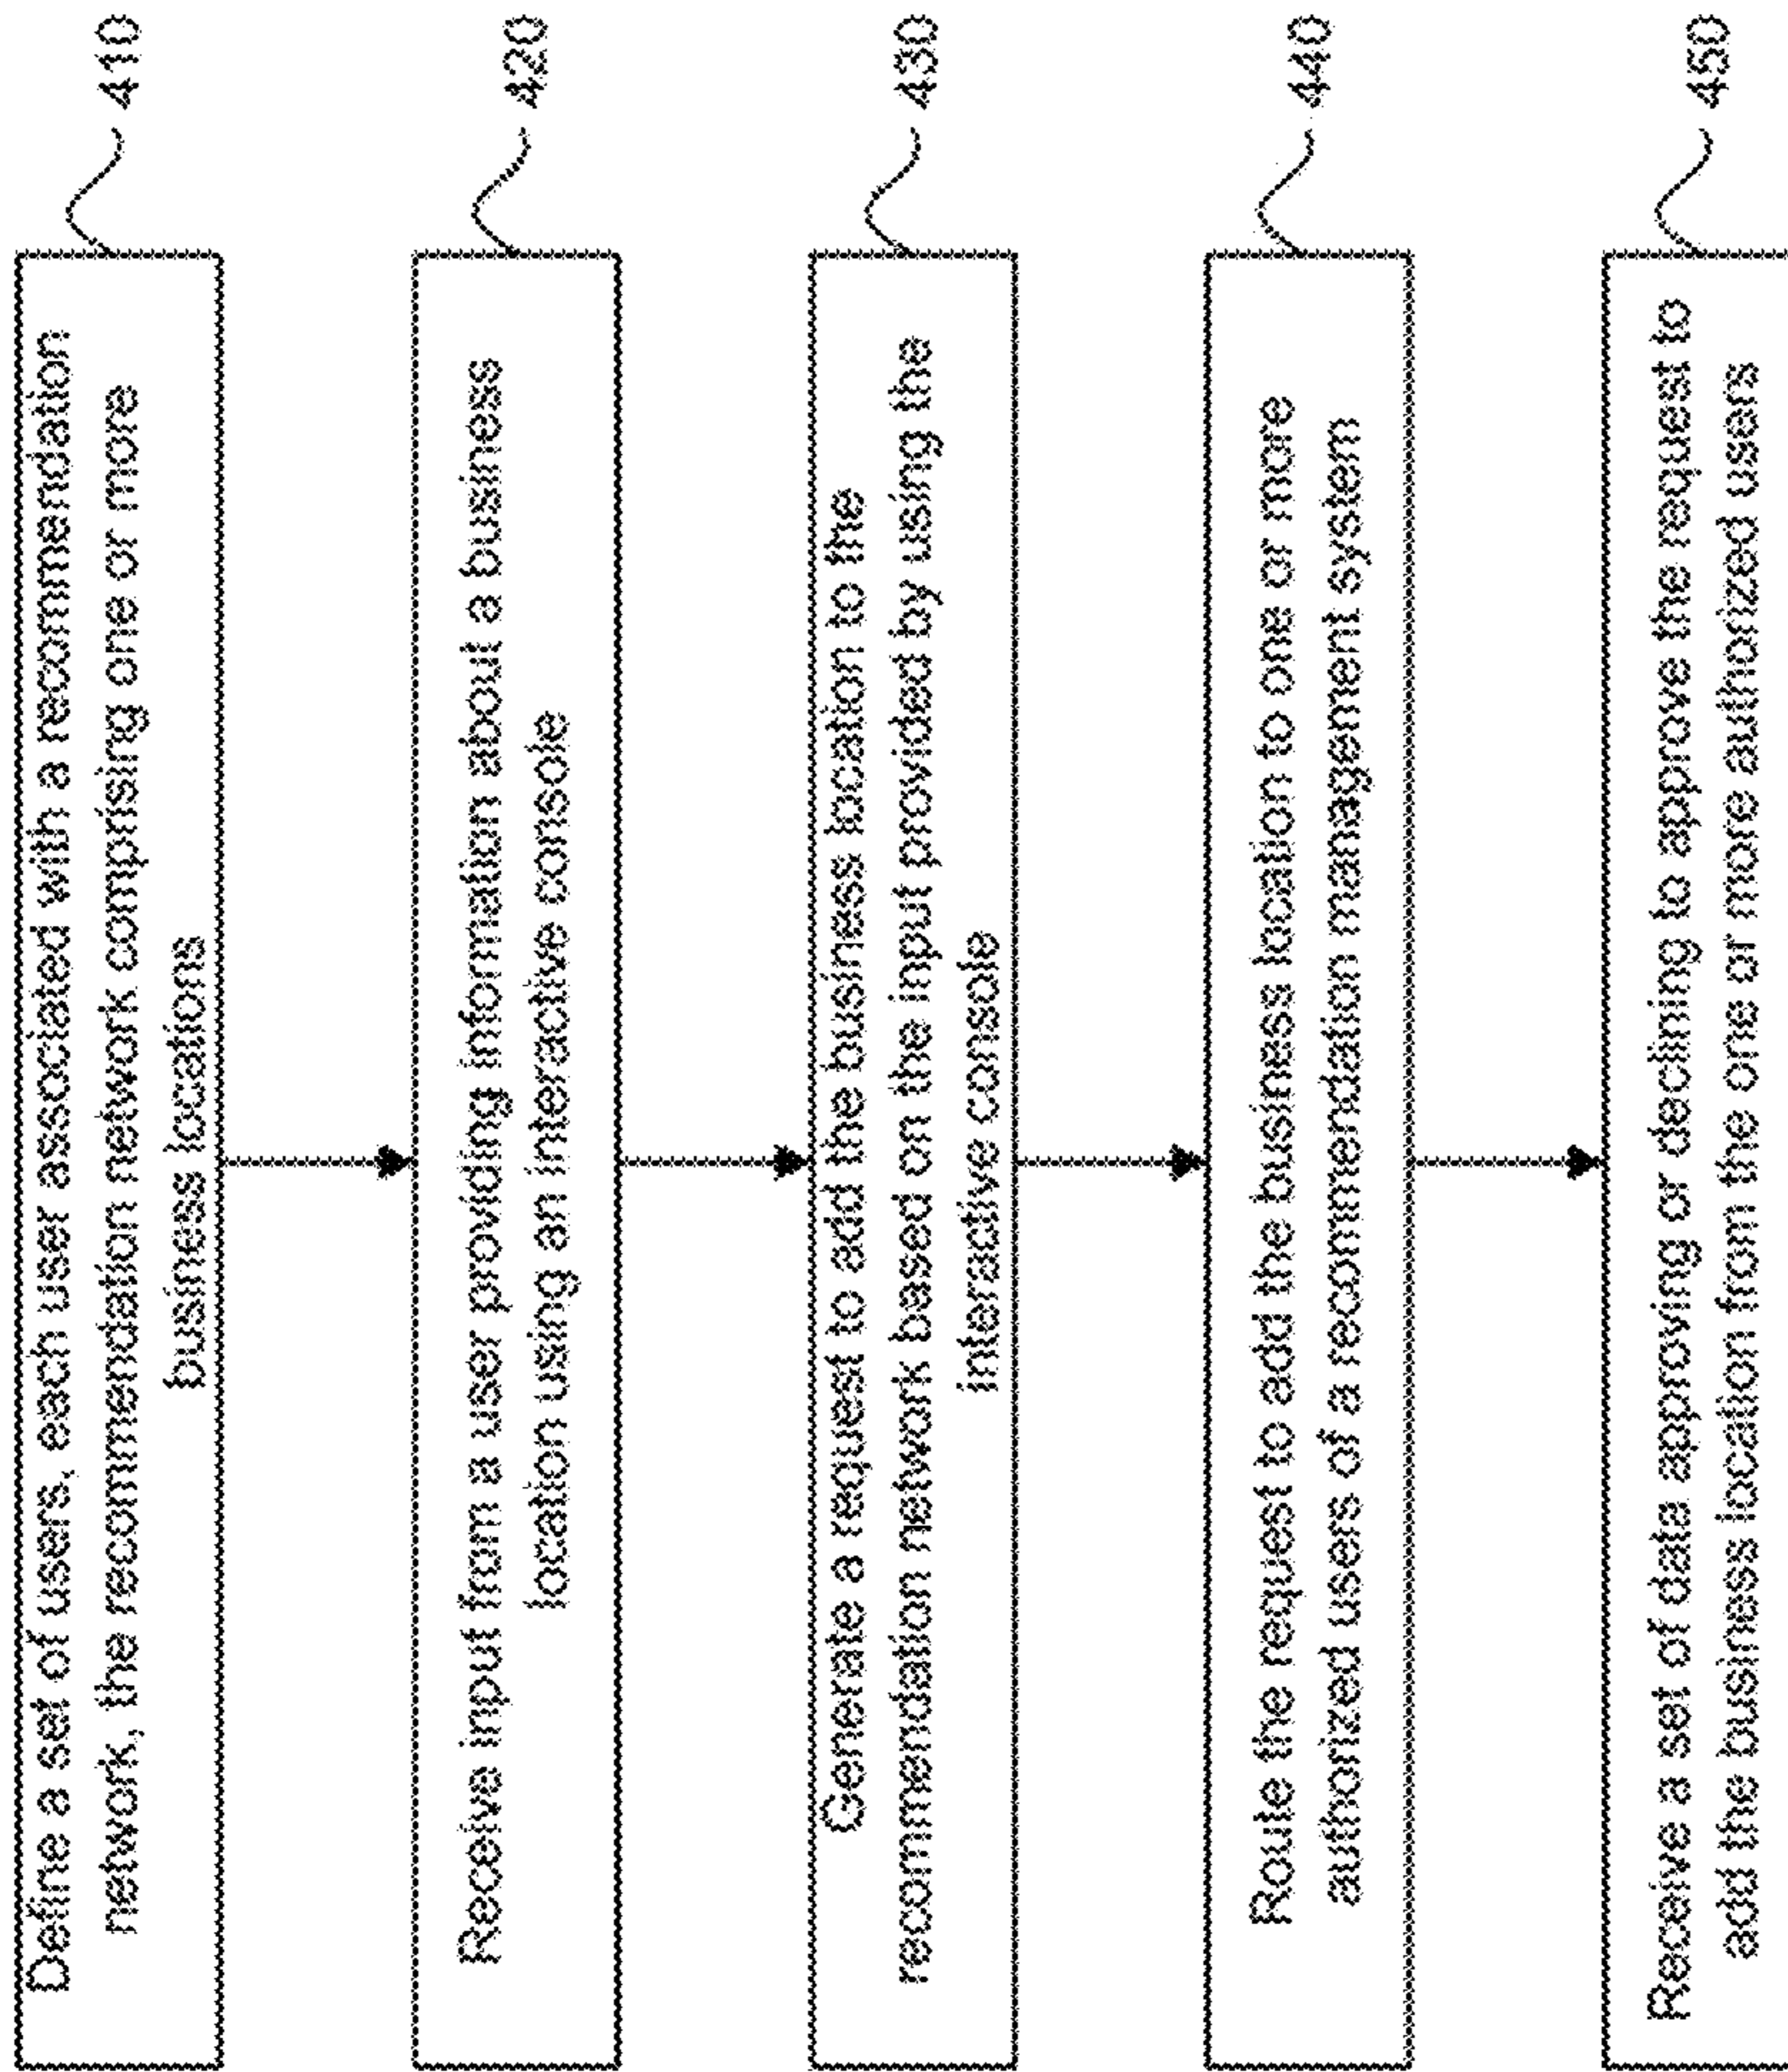 Define a set of users, each user associated with a recommendation
network, the recommendation network comprising one or more
business locations
410
Receive input from a user providing information about a business
location using an interactive console
420
Generate a request to add the business location to the
recommendation network based on the input provided by using the
interactive console
430
Route the request to add the business location to one or more
authorized users of a recommendation management system
440
Receive a set of data approving or declining to approve the request to
add the business location from the one or more authorized users
450